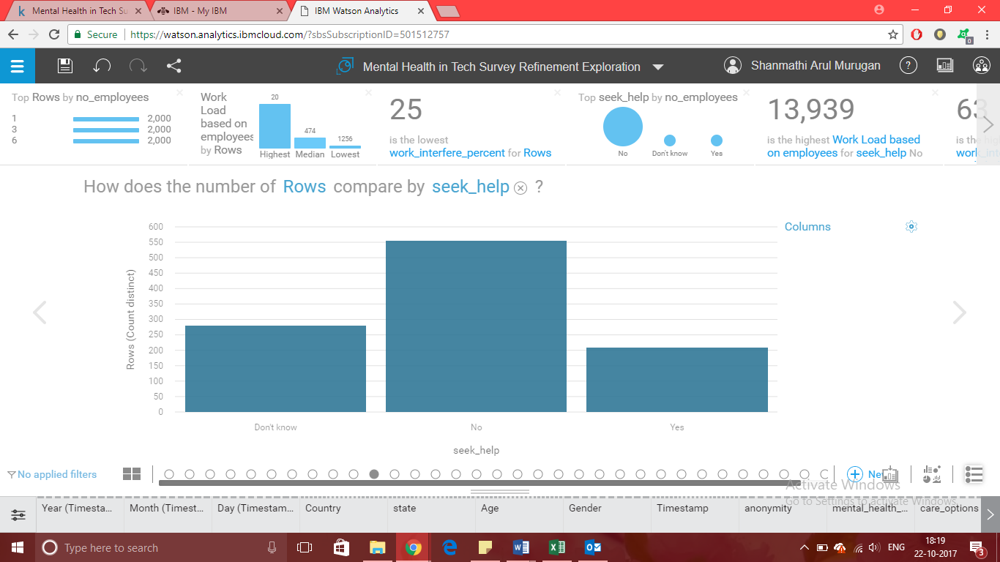 Mental Health in Tech Su
IBM - My IBM
IBM Watson Analytics
Secure
https://watson.analytics.ibmcloud.com/?sbsSubscriptionID=501512757
0
Mental Health in Tech Survey Refinement Exploration
Shanmathi Arul Murugan
?
Top Rows by no_employees
1 2,000
3 2,000
6 2,000
Work
Load
based on
employees
by Rows
20
474
1256
Highest Median Lowest
25
is the lowest
work_interfere_percent for Rows
Top seek_help by no_employees
No Don't know Yes
13,939
is the highest Work Load based
on employees for seek_help No
63
is the hig
work_in
How does the number of Rows compare by seek_help ?
600
550
500
450
400
350
300
250
200
150
100
50
0
Rows (Count distinct)
Don't know No Yes
seek_help
Columns
No applied filters
Ne
Activate Windows
Go to Settings to activate Windows.
Year (Timesta... Month (Timest... Day (Timestam... Country state Age Gender Timestamp anonymity mental_health_... care_options
Type here to search
ENG
18:19
22-10-2017
3